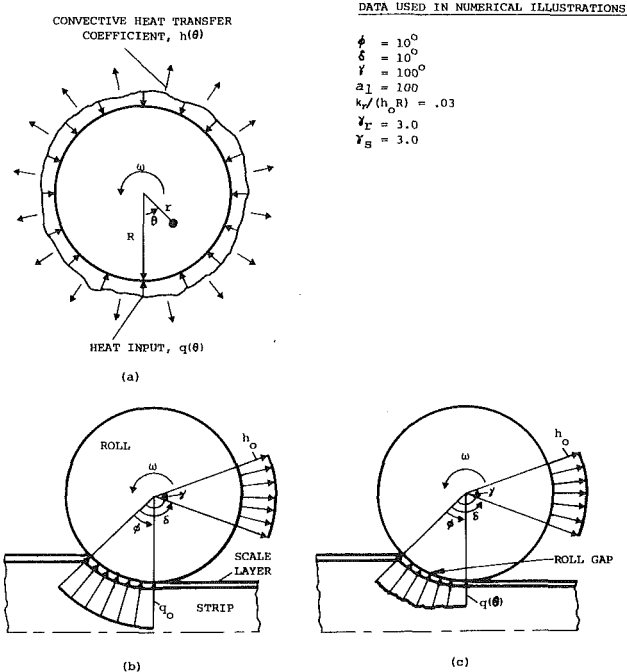 CONVECTIVE HEAT TRANSFER
COEFFICIENT, h(θ)
ω
r
θ
R
HEAT INPUT, q(θ)
(a)
DATA USED IN NUMERICAL ILLUSTRATIONS
ϕ = 10°
δ = 10°
γ = 100°
a1 = 100
kr/(hoR) = .03
γr = 3.0
γs = 3.0
ROLL
ω
ho
γ
ϕ
δ
SCALE
LAYER
qo
STRIP
(b)
ω
ho
γ
ϕ
δ
ROLL GAP
q(θ)
(c)